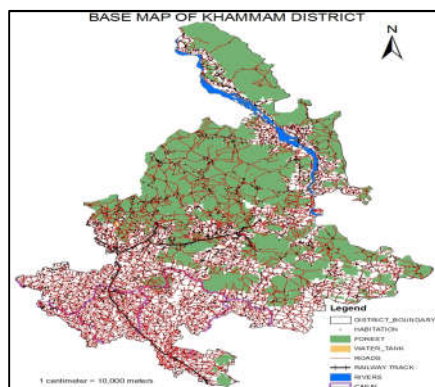 BASE MAP OF KHAMMAM DISTRICT
N
Legend
DISTRICT_BOUNDARY
HABITATION
FOREST
WATER_TANK
ROADS
RAILWAY TRACK
RIVERS
CANAL
1 centimeter = 10,000 meters